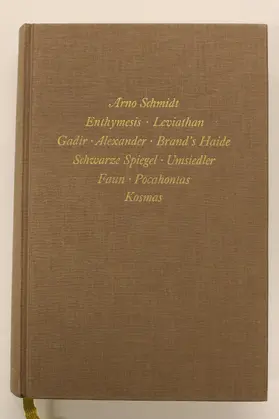 Arno Schmidt
Enthymesis · Leviathan
Gadir · Alexander · Brand's Haide
Schwarze Spiegel · Umsiedler
Faun · Pocahontas
Kosmas